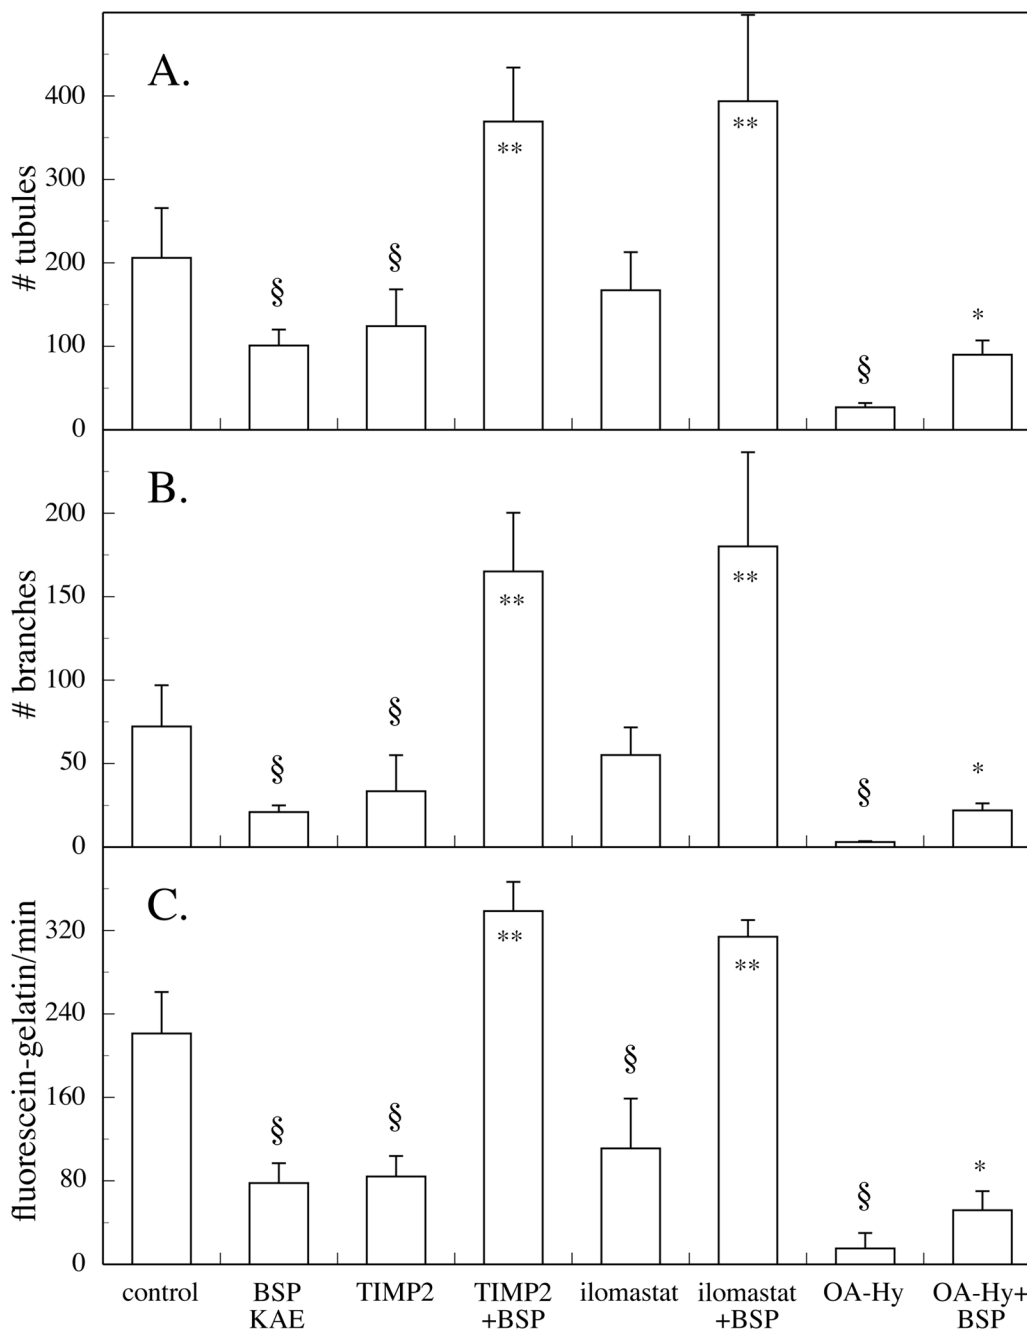 A.
# tubules
400
300
200
100
0
§
§
**
**
§
*
B.
# branches
200
150
100
50
0
§
§
**
**
§
*
C.
fluorescein-gelatin/min
320
240
160
80
0
§
§
**
§
**
§
*
control
BSP
KAE
TIMP2
TIMP2
+BSP
ilomastat
ilomastat
+BSP
OA-Hy
OA-Hy+
BSP